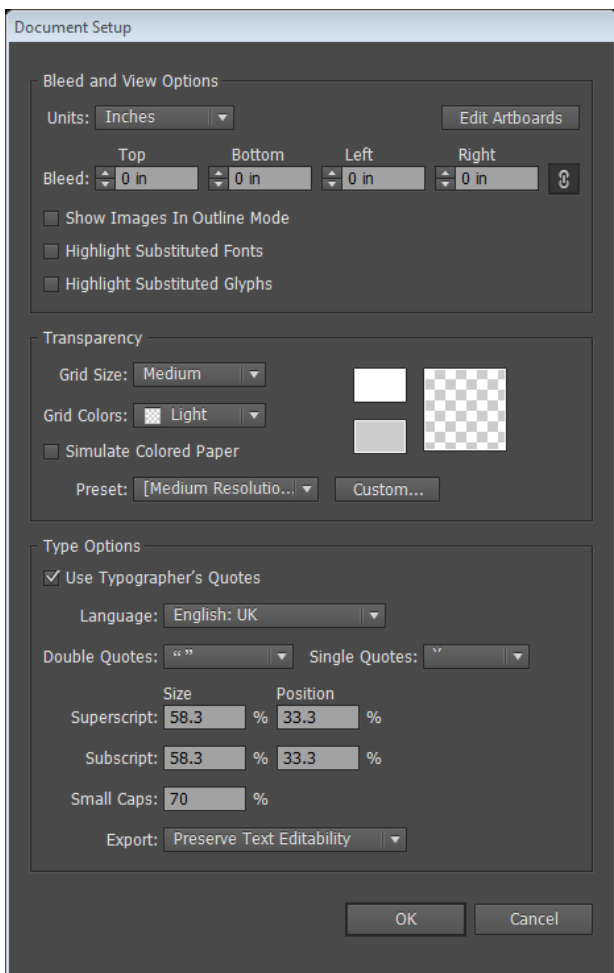 Document Setup
Bleed and View Options
Units: Inches Edit Artboards
Top Bottom Left Right
Bleed: 0 in 0 in 0 in 0 in
Show Images In Outline Mode
Highlight Substituted Fonts
Highlight Substituted Glyphs
Transparency
Grid Size: Medium
Grid Colors: Light
Simulate Colored Paper
Preset: [Medium Resolutio... Custom...
Type Options
Use Typographer’s Quotes
Language: English: UK
Double Quotes: “ ” Single Quotes: ‘’
Size Position
Superscript: 58.3 % 33.3 %
Subscript: 58.3 % 33.3 %
Small Caps: 70 %
Export: Preserve Text Editability
OK Cancel